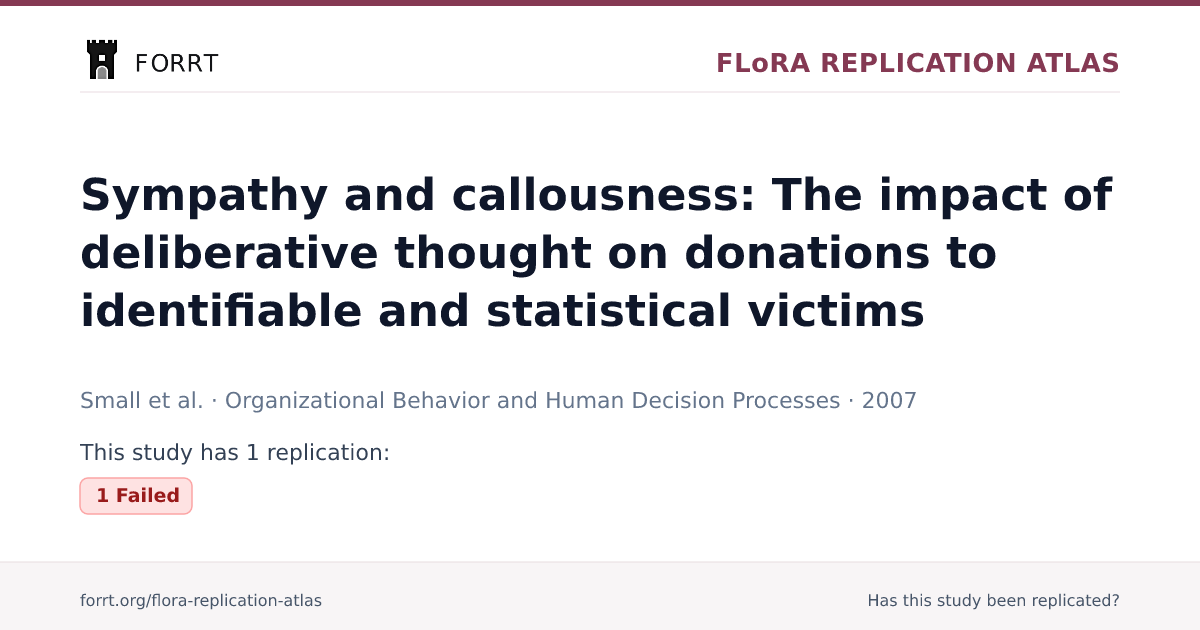 FORRT
FLoRA REPLICATION ATLAS
Sympathy and callousness: The impact of
deliberative thought on donations to
identifiable and statistical victims
Small et al. · Organizational Behavior and Human Decision Processes · 2007
This study has 1 replication:
1 Failed
forrt.org/flora-replication-atlas
Has this study been replicated?